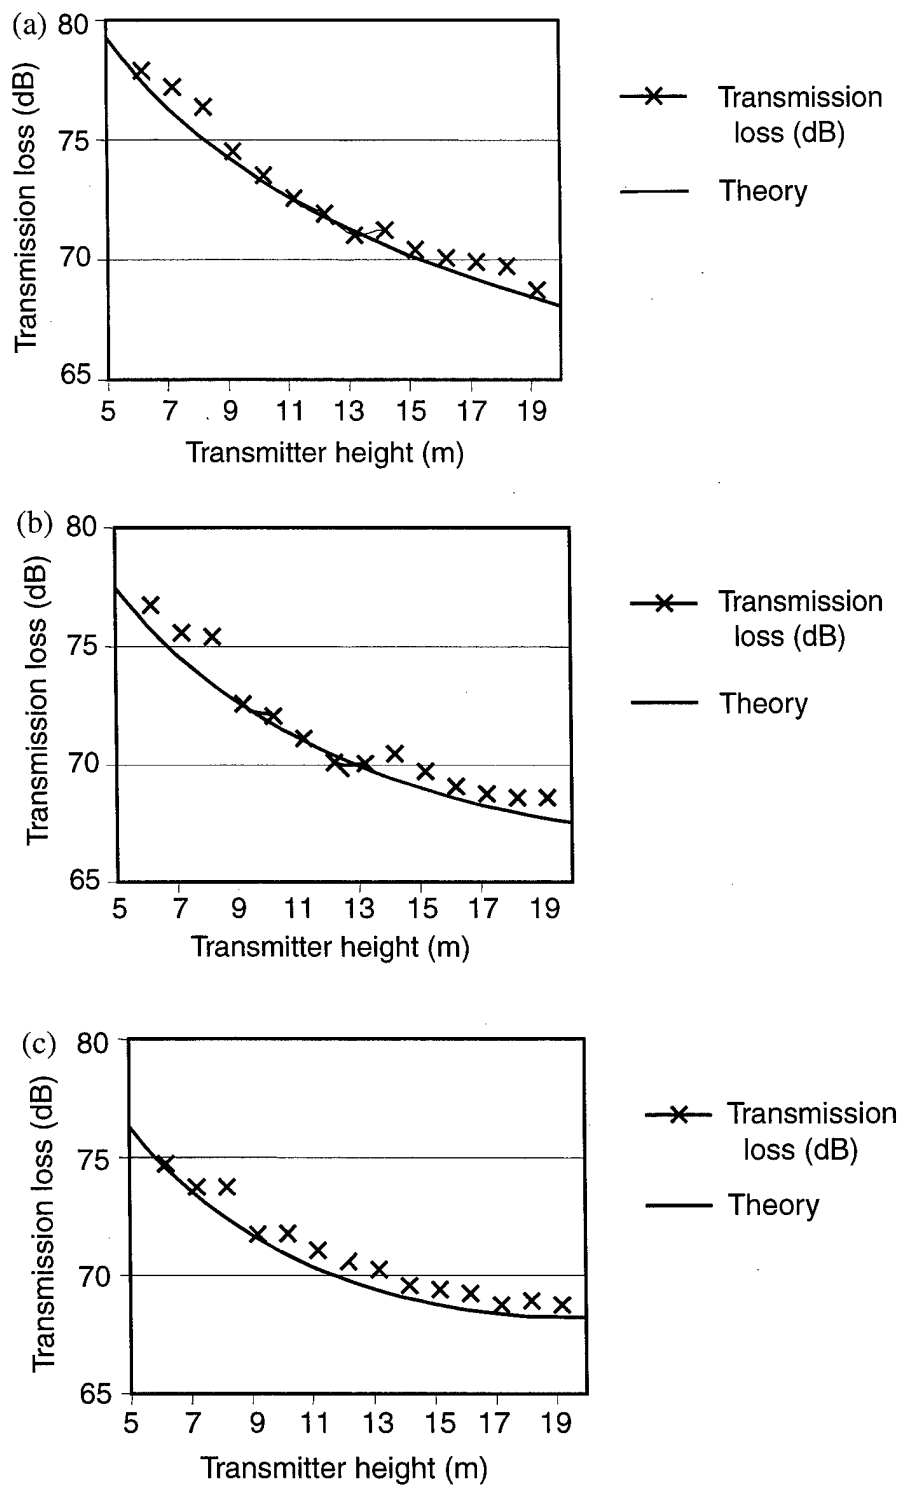 (a)
80
75
70
65
Transmission loss (dB)
5 7 9 11 13 15 17 19
Transmitter height (m)
Transmission
loss (dB)
Theory
(b)
80
75
70
65
Transmission loss (dB)
5 7 9 11 13 15 17 19
Transmitter height (m)
Transmission
loss (dB)
Theory
(c)
80
75
70
65
Transmission loss (dB)
5 7 9 11 13 15 17 19
Transmitter height (m)
Transmission
loss (dB)
Theory